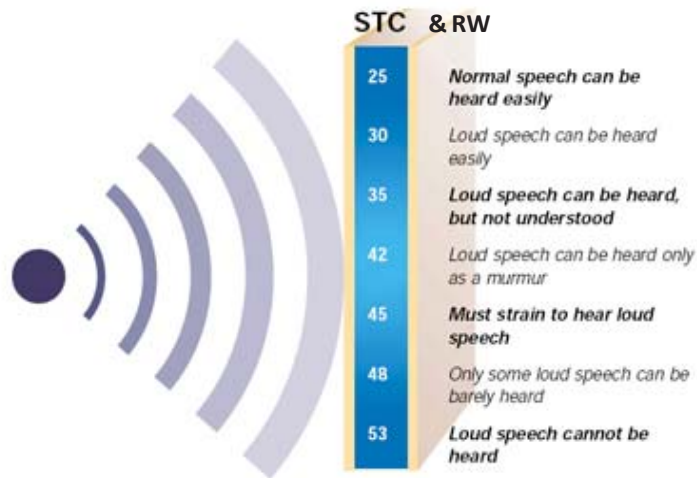 STC & RW
25
Normal speech can be
heard easily
30
Loud speech can be heard
easily
35
Loud speech can be heard,
but not understood
42
Loud speech can be heard only
as a murmur
45
Must strain to hear loud
speech
48
Only some loud speech can be
barely heard
53
Loud speech cannot be
heard